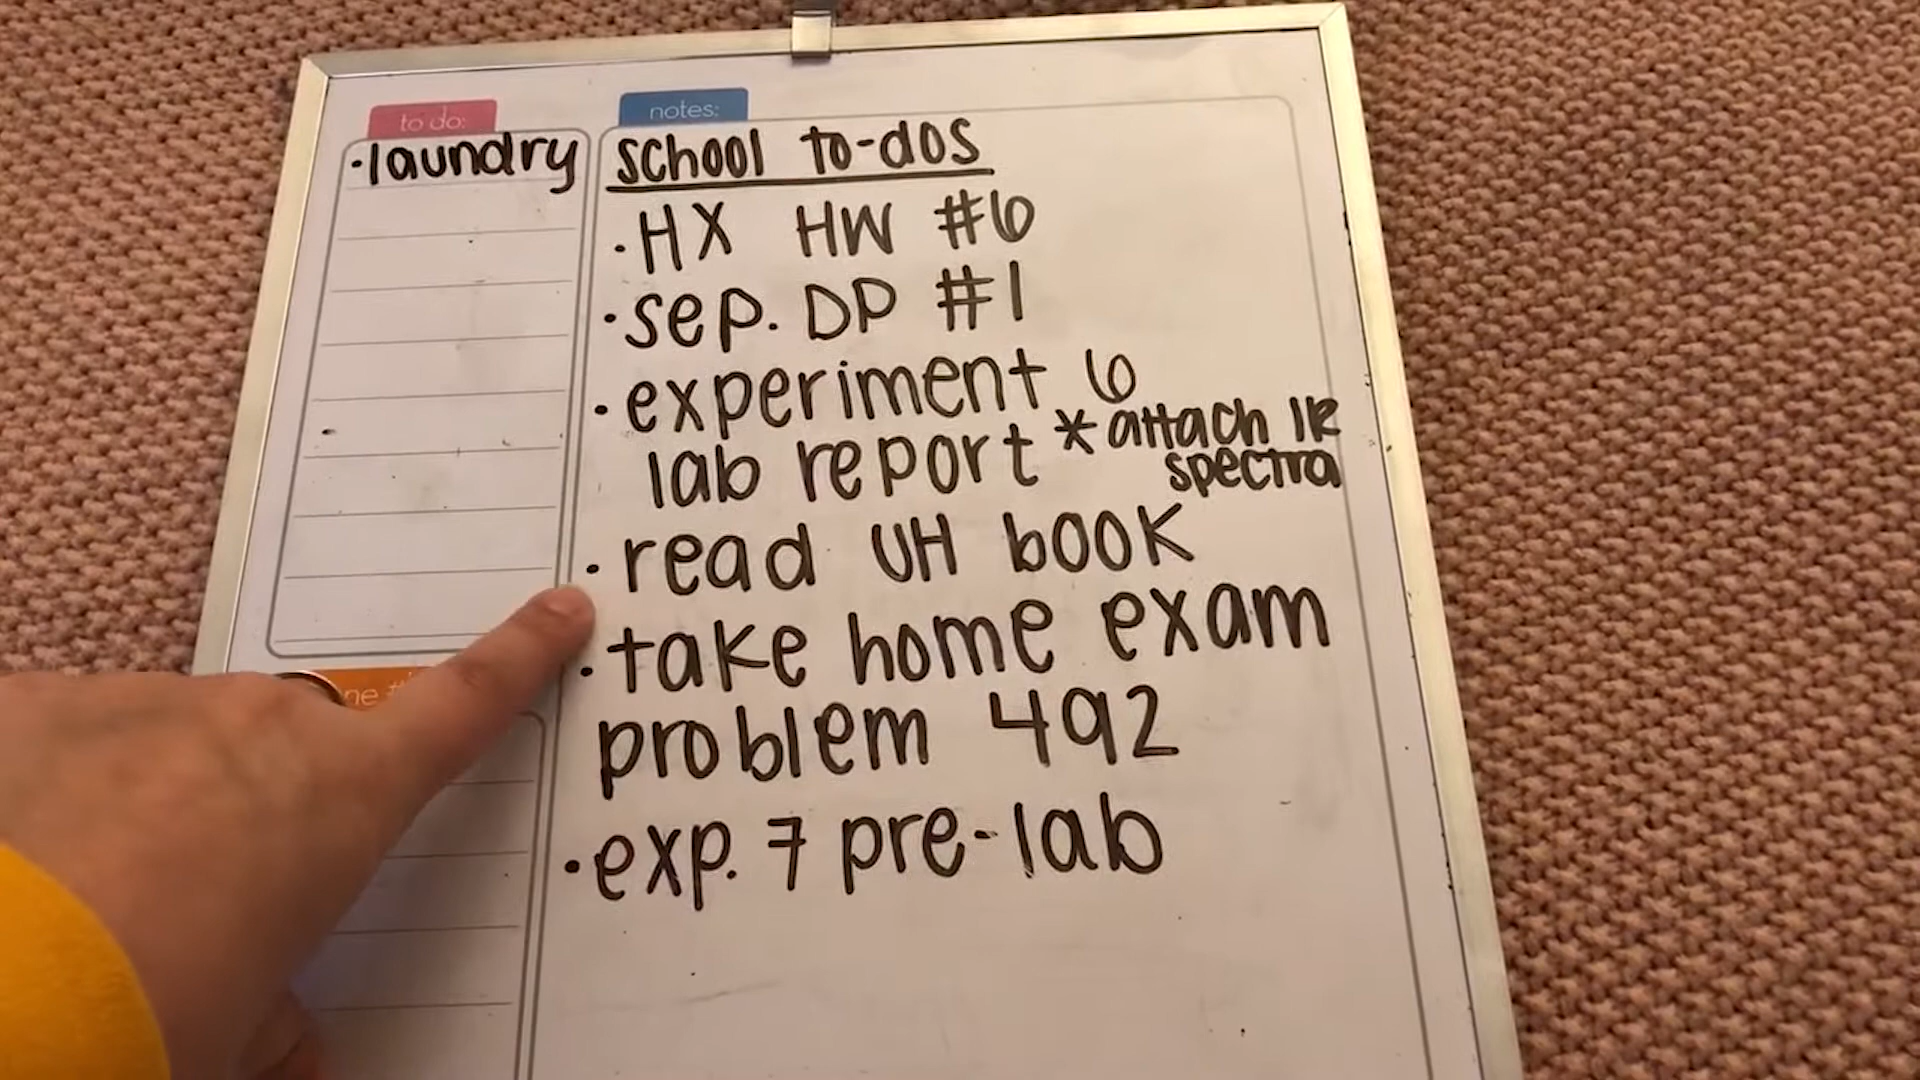 to do:
·laundry
notes:
school to-dos
·HX HW #6
·sep. DP #1
·experiment 6
lab report *attach IR
spectra
·read UH book
·take home exam
problem 4q2
·exp. 7 pre-lab